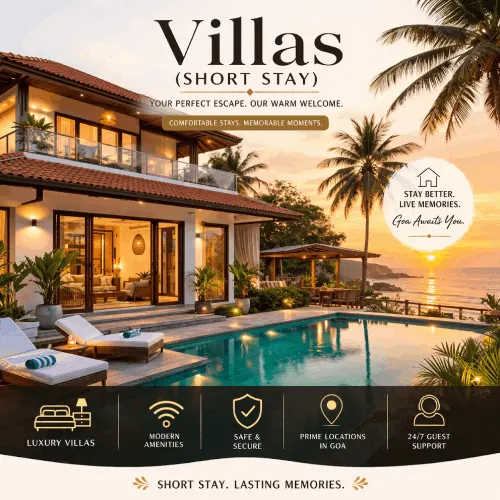 Villas
(SHORT STAY)
YOUR PERFECT ESCAPE. OUR WARM WELCOME.
COMFORTABLE STAYS. MEMORABLE MOMENTS.
STAY BETTER.
LIVE MEMORIES.
Goa Awaits You.
LUXURY VILLAS
MODERN
AMENITIES
SAFE &
SECURE
PRIME LOCATIONS
IN GOA
24/7 GUEST
SUPPORT
SHORT STAY. LASTING MEMORIES.